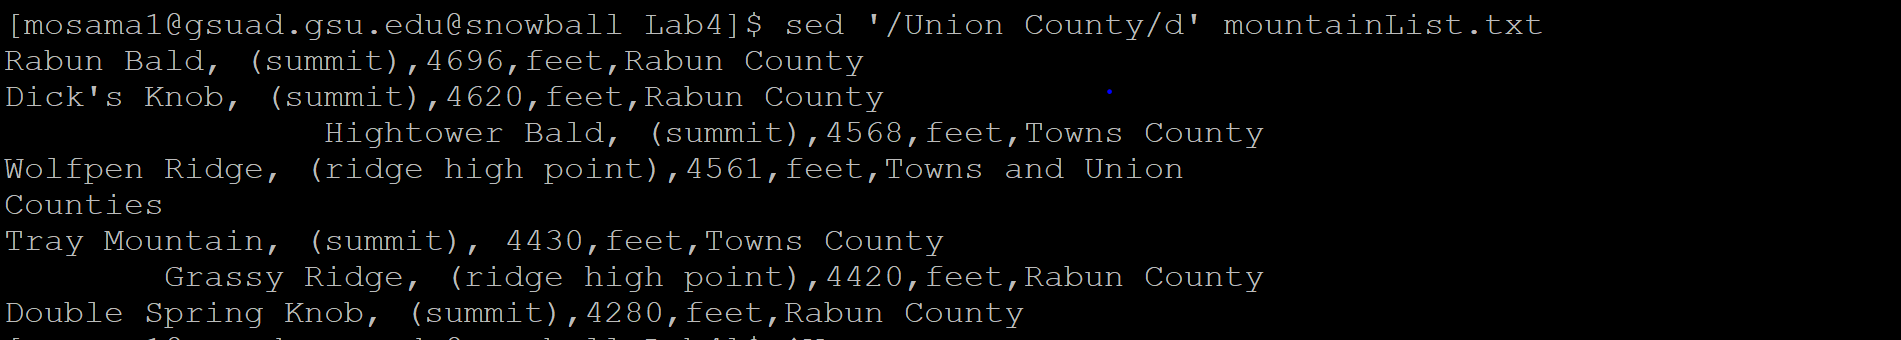 [mosama1@gsuad.gsu.edu@snowball Lab4]$ sed '/Union County/d' mountainList.txt
Rabun Bald, (summit),4696,feet,Rabun County
Dick's Knob, (summit),4620,feet,Rabun County
Hightower Bald, (summit),4568,feet,Towns County
Wolfpen Ridge, (ridge high point),4561,feet,Towns and Union
Counties
Tray Mountain, (summit), 4430,feet,Towns County
Grassy Ridge, (ridge high point),4420,feet,Rabun County
Double Spring Knob, (summit),4280,feet,Rabun County